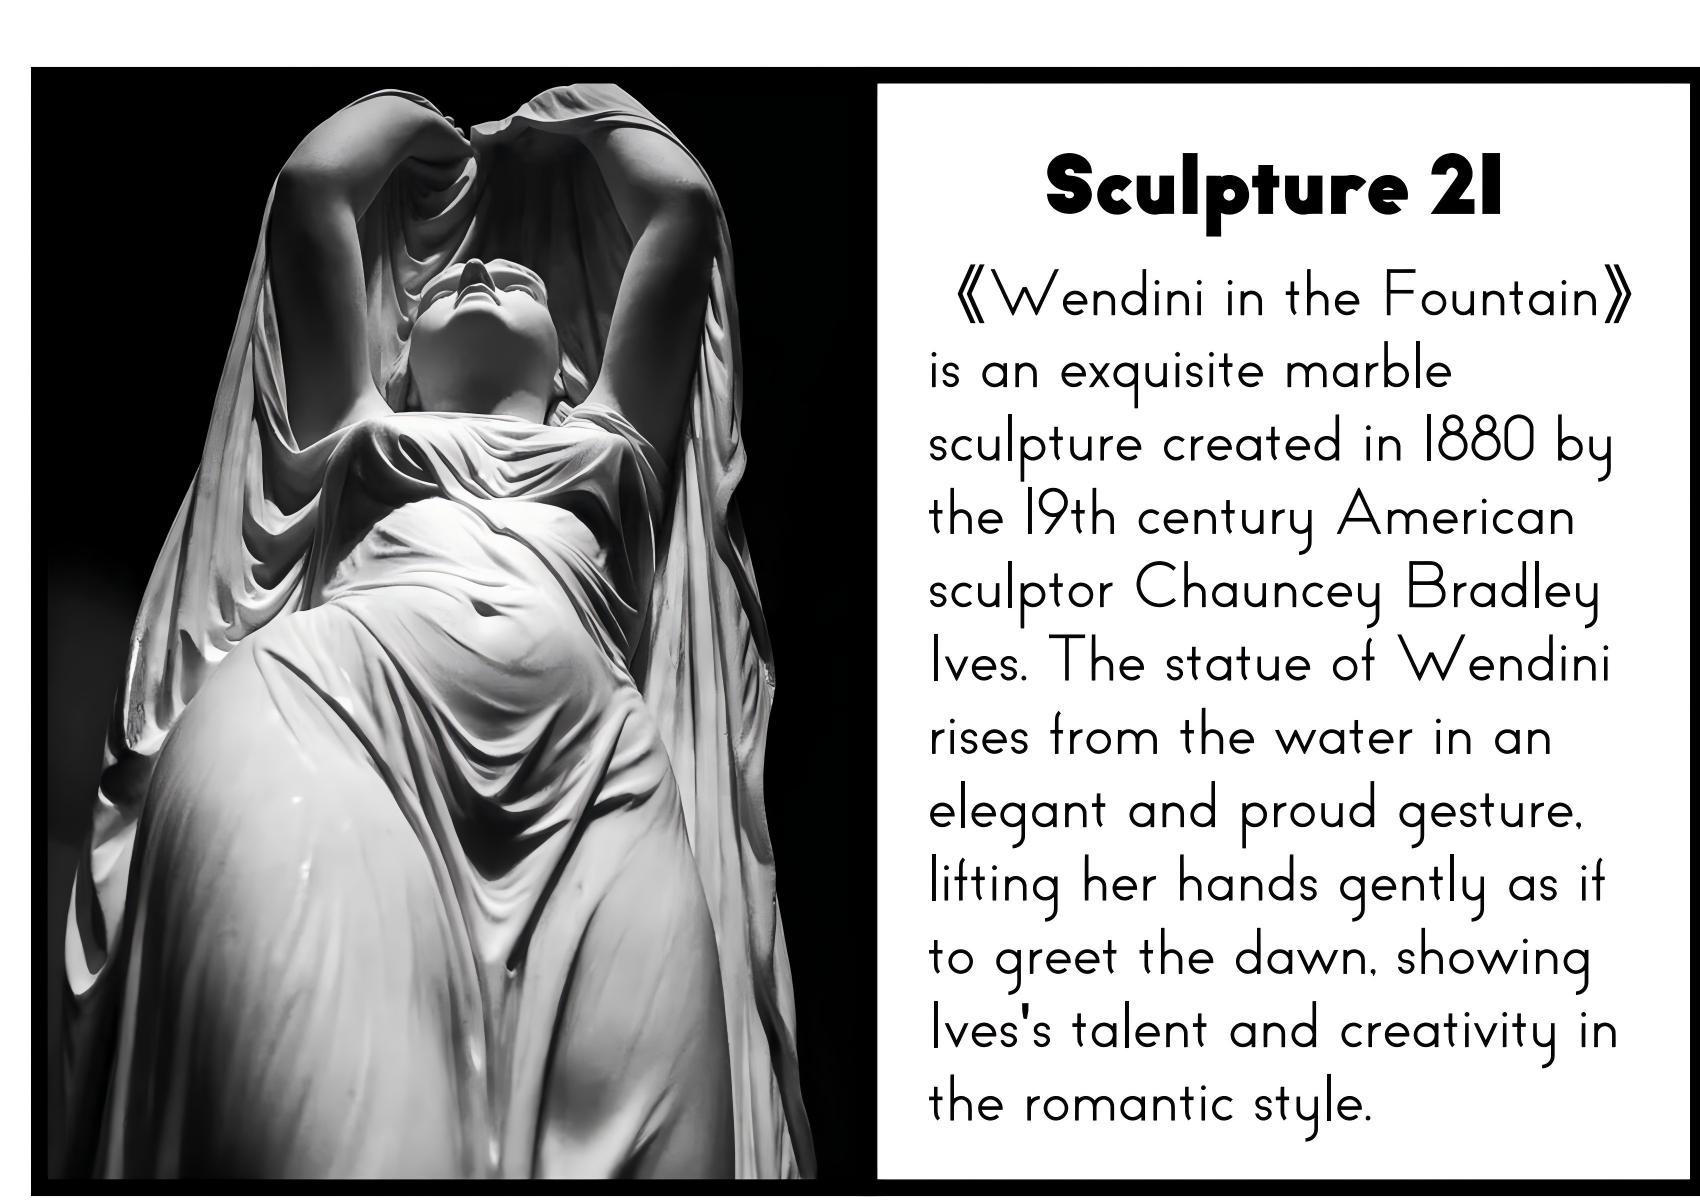 Sculpture 21
《Wendini in the Fountain》
is an exquisite marble
sculpture created in 1880 by
the 19th century American
sculptor Chauncey Bradley
Ives. The statue of Wendini
rises from the water in an
elegant and proud gesture,
lifting her hands gently as if
to greet the dawn, showing
Ives's talent and creativity in
the romantic style.